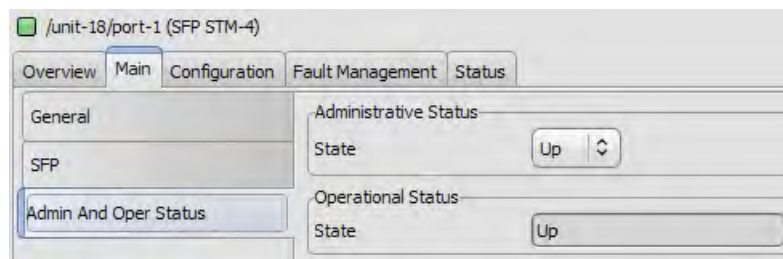 /unit-18/port-1 (SFP STM-4)
Overview Main Configuration Fault Management Status
General
SFP
Admin And Oper Status
Administrative Status
State Up
Operational Status
State Up